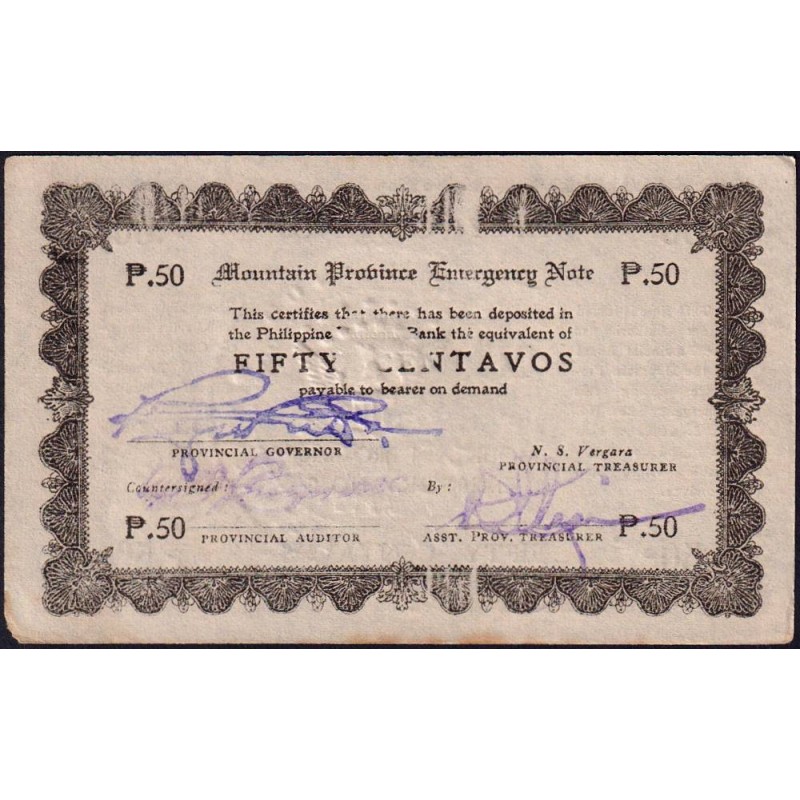 ₱.50 Mountain Province Emergency Note ₱.50
This certifies that there has been deposited in
the Philippine Bank the equivalent of
FIFTY CENTAVOS
payable to bearer on demand
PROVINCIAL GOVERNOR
N. S. Vergara
PROVINCIAL TREASURER
Countersigned: By:
₱.50 PROVINCIAL AUDITOR ASST. PROV. TREASURER ₱.50